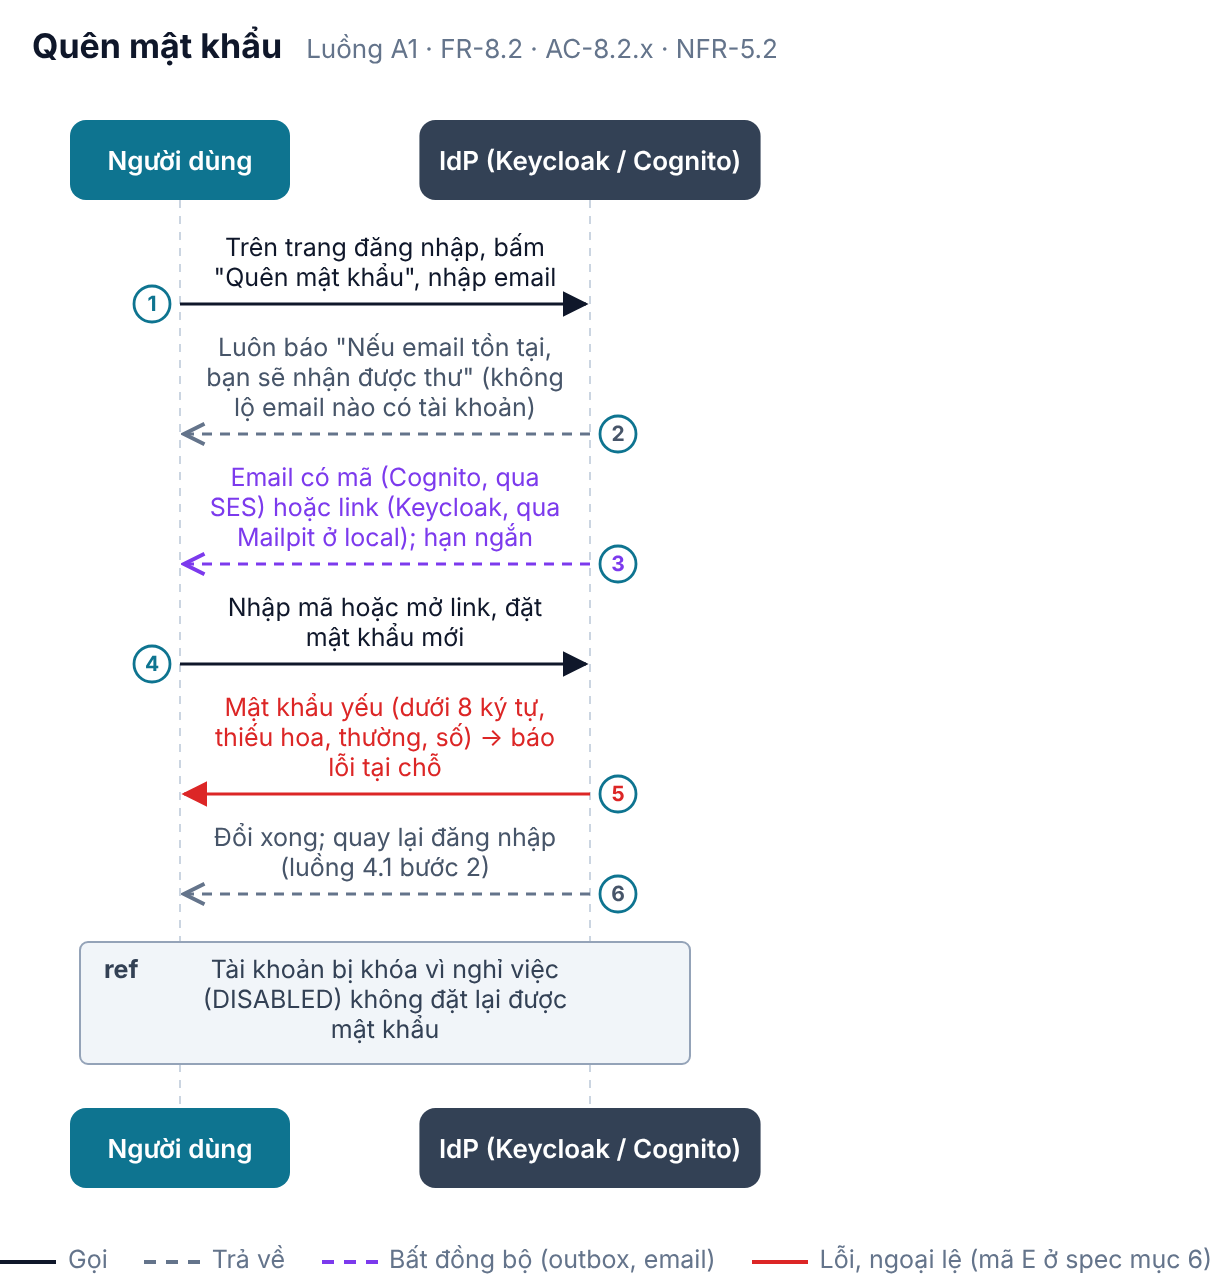 Quên mật khẩu Luồng A1 · FR-8.2 · AC-8.2.x · NFR-5.2
Người dùng IdP (Keycloak / Cognito)
Trên trang đăng nhập, bấm
"Quên mật khẩu", nhập email
1
Luôn báo "Nếu email tồn tại,
bạn sẽ nhận được thư" (không
lộ email nào có tài khoản)
2
Email có mã (Cognito, qua
SES) hoặc link (Keycloak, qua
Mailpit ở local); hạn ngắn
3
Nhập mã hoặc mở link, đặt
mật khẩu mới
4
Mật khẩu yếu (dưới 8 ký tự,
thiếu hoa, thường, số) → báo
lỗi tại chỗ
5
Đổi xong; quay lại đăng nhập
(luồng 4.1 bước 2)
6
ref Tài khoản bị khóa vì nghỉ việc
(DISABLED) không đặt lại được
mật khẩu
Người dùng IdP (Keycloak / Cognito)
Gọi Trả về Bất đồng bộ (outbox, email) Lỗi, ngoại lệ (mã E ở spec mục 6)